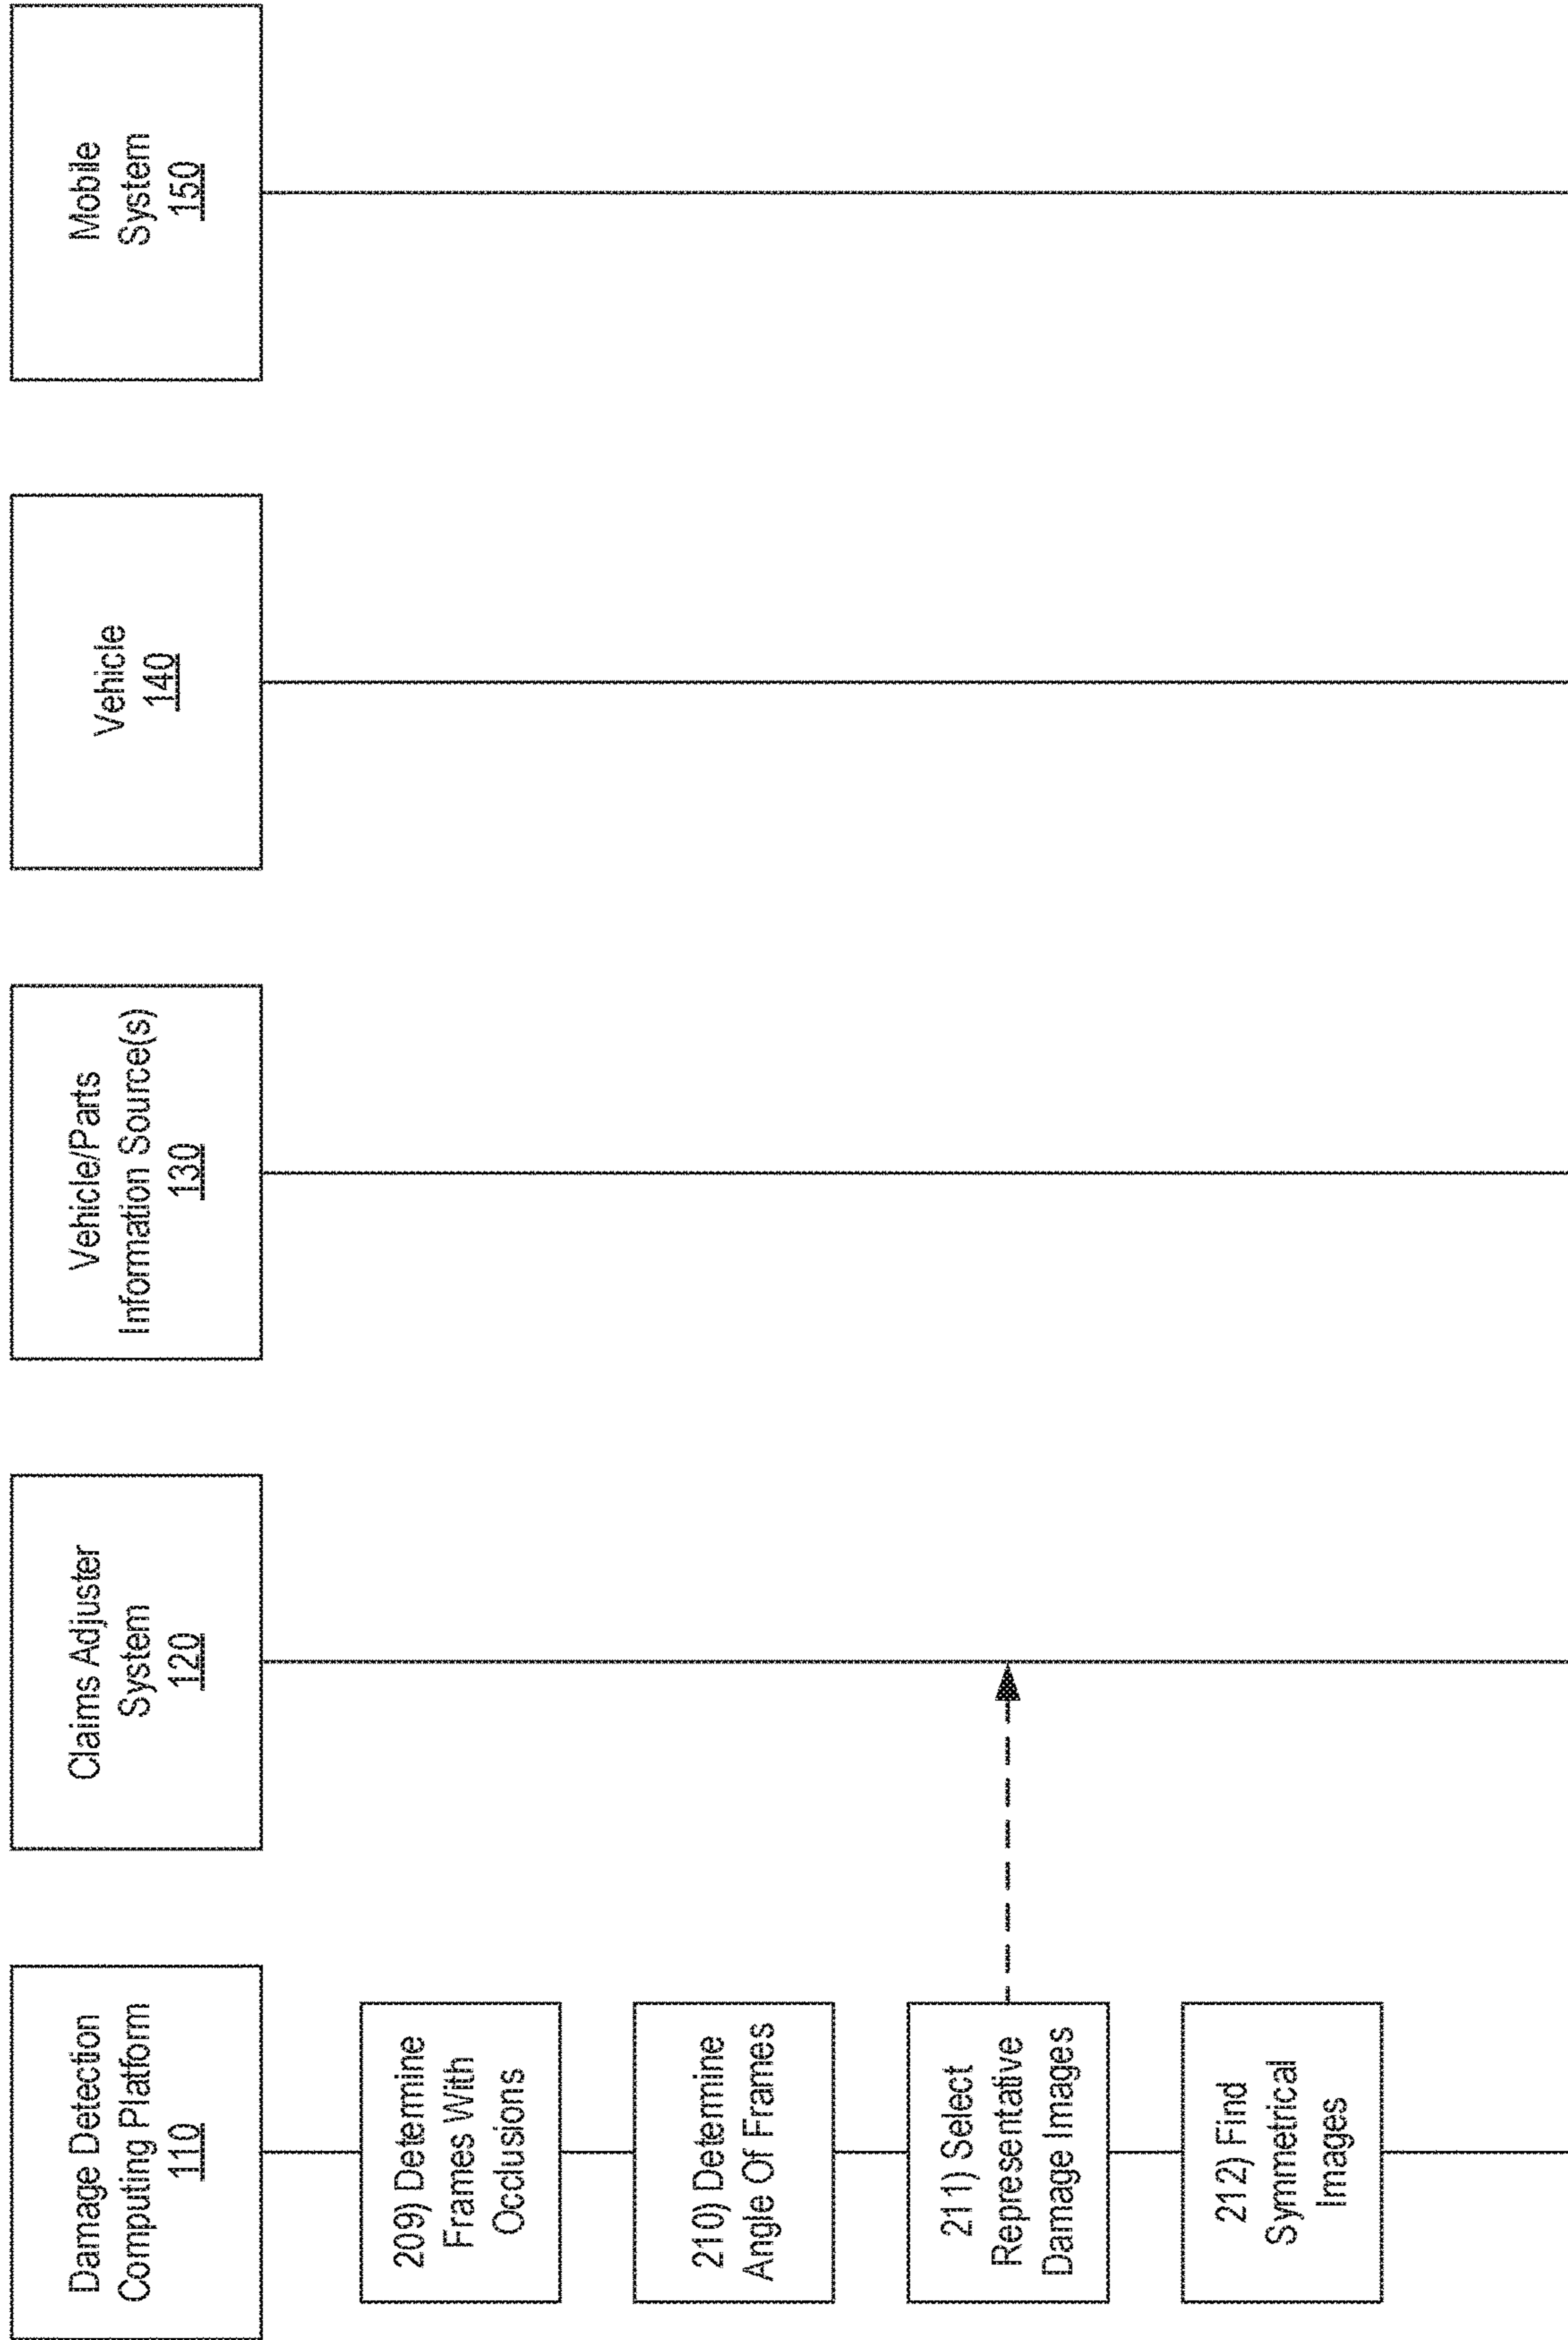 Damage Detection
Computing Platform
110
Claims Adjuster
System
120
Vehicle/Parts
Information Source(s)
130
Vehicle
140
Mobile
System
150
209) Determine
Frames With
Occlusions
210) Determine
Angle Of Frames
211) Select
Representative
Damage Images
212) Find
Symmetrical
Images